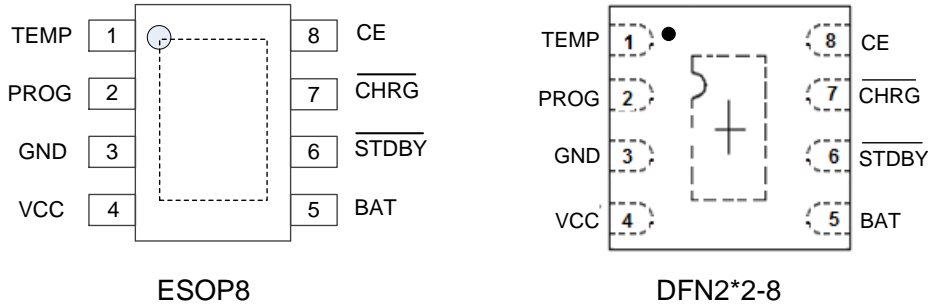 TEMP 1 8 CE
PROG 2 7 CHRG
GND 3 6 STDBY
VCC 4 5 BAT
ESOP8
TEMP 1 8 CE
PROG 2 7 CHRG
GND 3 6 STDBY
VCC 4 5 BAT
DFN2*2-8